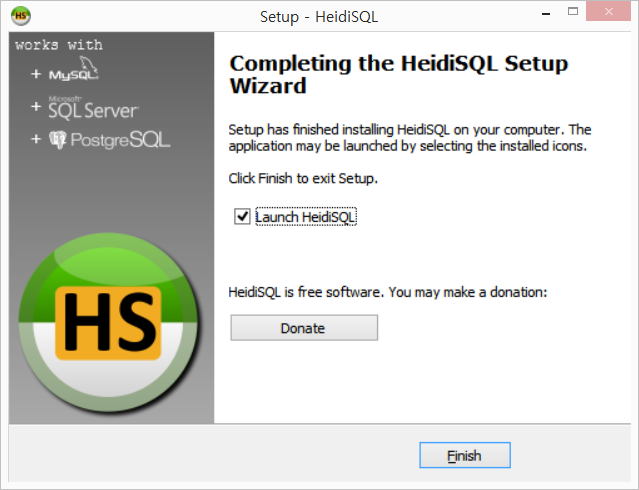 HS
Setup - HeidiSQL
works with
+ MySQL
Microsoft
+ SQL Server
+ PostgreSQL
HS
Completing the HeidiSQL Setup
Wizard
Setup has finished installing HeidiSQL on your computer. The
application may be launched by selecting the installed icons.
Click Finish to exit Setup.
Launch HeidiSQL
HeidiSQL is free software. You may make a donation:
Donate
Finish